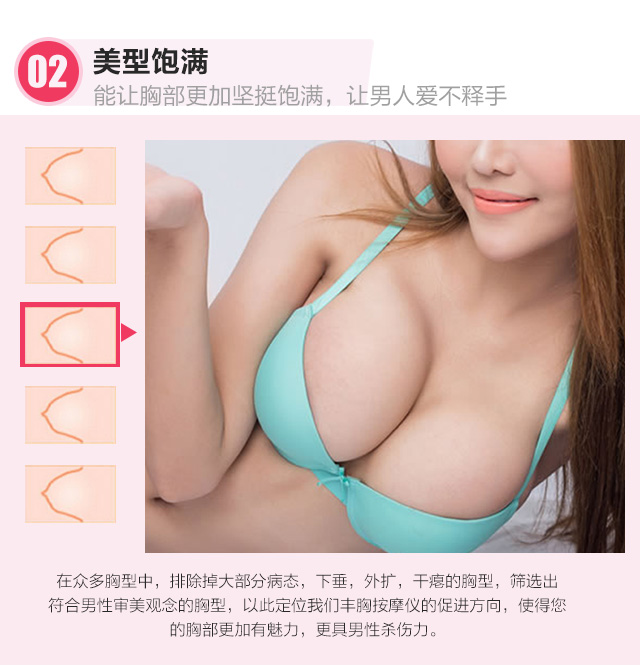 02
美型饱满
能让胸部更加坚挺饱满，让男人爱不释手
在众多胸型中，排除掉大部分病态，下垂，外扩，干瘪的胸型，筛选出
符合男性审美观念的胸型，以此定位我们丰胸按摩仪的促进方向，使得您
的胸部更加有魅力，更具男性杀伤力。